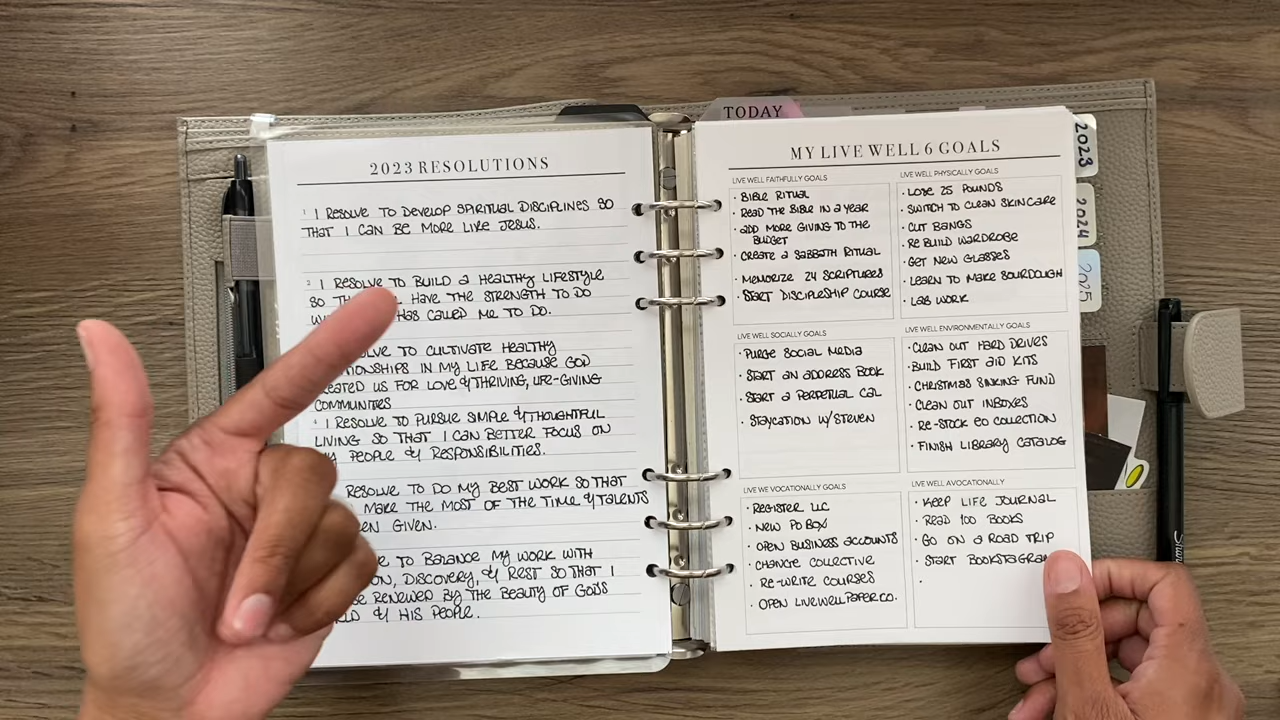 TODAY
2023 RESOLUTIONS
1 I RESOLVE TO DEVELOP SPIRITUAL DISCIPLINES SO
THAT I CAN BE MORE LIKE JESUS.
2 I RESOLVE TO BUILD A HEALTHY LIFESTYLE
SO HAVE THE STRENGTH TO DO
HAS CALLED ME TO DO.
TO CULTIVATE HEALTHY
IN MY LIFE BECAUSE GOD
US FOR LOVE & THRIVING, LIFE-GIVING
COMMUNITIES
4 I RESOLVE TO PURSUE SIMPLE & THOUGHTFUL
LIVING SO THAT I CAN BETTER FOCUS ON
PEOPLE & RESPONSIBILITIES.
RESOLVE TO DO MY BEST WORK SO THAT
MAKE THE MOST OF THE TIME & TALENTS
GIVEN.
TO BALANCE MY WORK WITH
DISCOVERY, & REST SO THAT I
RENEWED BY THE BEAUTY OF GOD'S
& HIS PEOPLE.
MY LIVE WELL 6 GOALS
LIVE WELL FAITHFULLY GOALS
· BIBLE RITUAL
· READ THE BIBLE IN A YEAR
· ADD MORE GIVING TO THE
BUDGET
· CREATE A SABBATH RITUAL
· MEMORIZE 24 SCRIPTURES
· START DISCIPLESHIP COURSE
LIVE WELL PHYSICALLY GOALS
· LOSE 25 POUNDS
· SWITCH TO CLEAN SKINCARE
· CUT BANGS
· REBUILD WARDROBE
· GET NEW GLASSES
· LEARN TO MAKE SOURDOUGH
· LAB WORK
LIVE WELL SOCIALLY GOALS
· PURGE SOCIAL MEDIA
· START AN ADDRESS BOOK
· START A PERPETUAL CAL
· STAYCATION W/STEVEN
LIVE WELL ENVIRONMENTALLY GOALS
· CLEAN OUT HARD DRIVES
· BUILD FIRST AID KITS
· CHRISTMAS SINKING FUND
· CLEAN OUT INBOXES
· RE-STOCK EO COLLECTION
· FINISH LIBRARY CATALOG
LIVE WE VOCATIONALLY GOALS
· REGISTER LLC
· NEW PO BOX
· OPEN BUSINESS ACCOUNTS
· CHANGE COLLECTIVE
· RE-WRITE COURSES
· OPEN LIVEWELLPAPERCO.
LIVE WELL AVOCATIONALLY
· KEEP LIFE JOURNAL
· READ 100 BOOKS
· GO ON A ROAD TRIP
· START BOOKSTAGRAM
·
2023
2024
2025